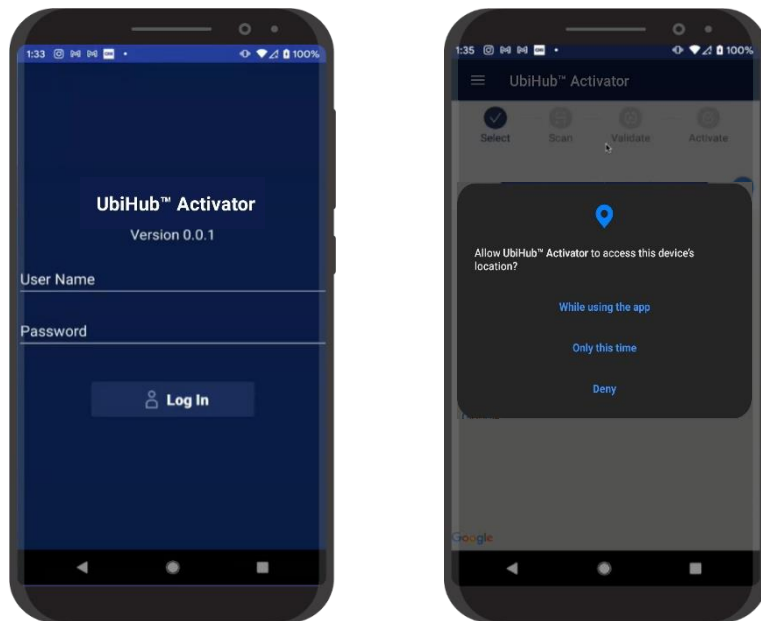 1:33
100%
UbiHub™ Activator
Version 0.0.1
User Name
Password
Log In
1:35
100%
UbiHub™ Activator
Select
Scan
Validate
Activate
Allow UbiHub™ Activator to access this device's
location?
While using the app
Only this time
Deny
Google